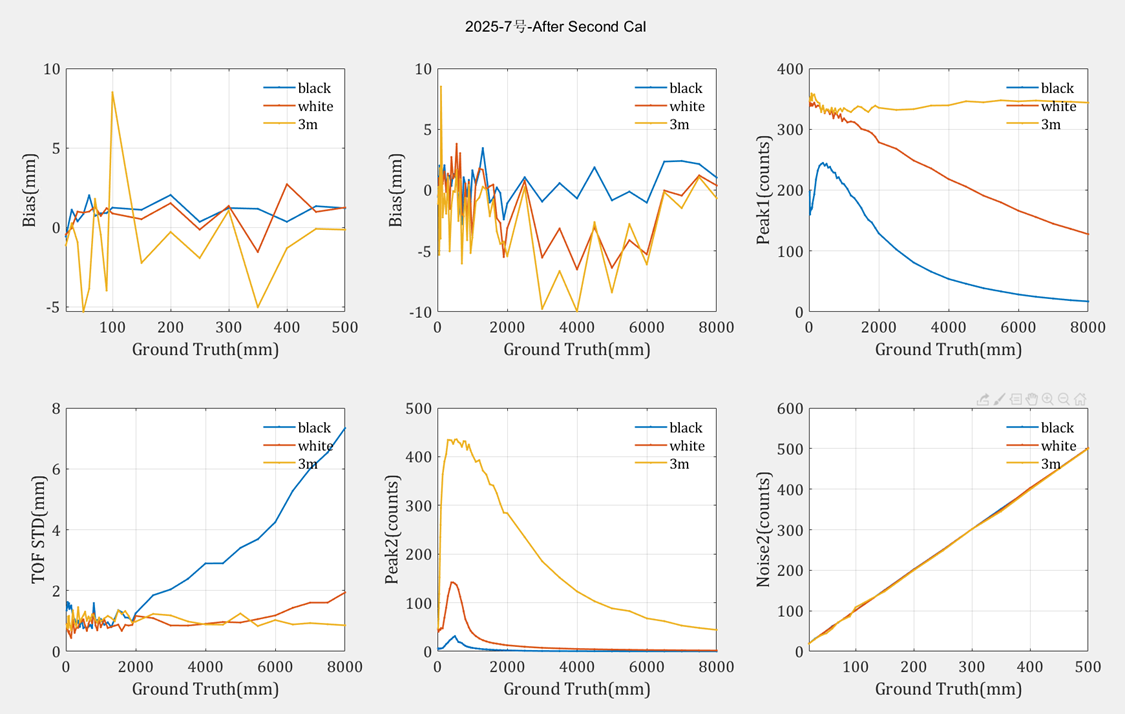 2025-7号-After Second Cal
10
5
0
-5
Bias(mm)
100
200
300
400
500
Ground Truth(mm)
black
white
3m
10
5
0
-5
-10
Bias(mm)
0
2000
4000
6000
8000
Ground Truth(mm)
black
white
3m
400
300
200
100
0
Peak1(counts)
0
2000
4000
6000
8000
Ground Truth(mm)
black
white
3m
8
6
4
2
0
TOF STD(mm)
0
2000
4000
6000
8000
Ground Truth(mm)
black
white
3m
500
400
300
200
100
0
Peak2(counts)
0
2000
4000
6000
8000
Ground Truth(mm)
black
white
3m
600
500
400
300
200
100
0
Noise2(counts)
100
200
300
400
500
Ground Truth(mm)
black
white
3m